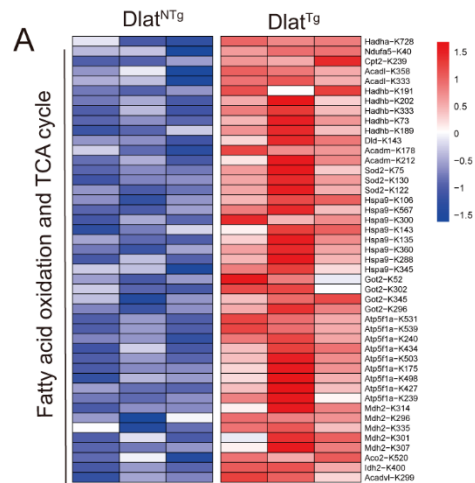 A
Dlat^NTg
Dlat^Tg
Fatty acid oxidation and TCA cycle
Hadha-K728
Ndufa5-K40
Cpt2-K239
Acadl-K358
Acadl-K333
Hadhb-K191
Hadhb-K202
Hadhb-K333
Hadhb-K73
Hadhb-K189
Dld-K143
Acadm-K178
Acadm-K212
Sod2-K75
Sod2-K130
Sod2-K122
Hspa9-K106
Hspa9-K567
Hspa9-K300
Hspa9-K143
Hspa9-K135
Hspa9-K360
Hspa9-K288
Hspa9-K345
Got2-K52
Got2-K302
Got2-K345
Got2-K296
Atp5f1a-K531
Atp5f1a-K539
Atp5f1a-K240
Atp5f1a-K434
Atp5f1a-K503
Atp5f1a-K175
Atp5f1a-K498
Atp5f1a-K427
Atp5f1a-K239
Mdh2-K314
Mdh2-K296
Mdh2-K335
Mdh2-K301
Mdh2-K307
Aco2-K520
Idh2-K400
Acadvl-K299
1.5
1
0.5
0
−0.5
−1
−1.5